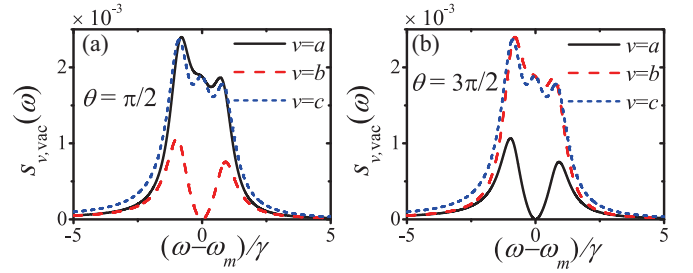 × 10⁻³
(a)
v=a
v=b
v=c
θ = π/2
2
1
0
-5
0
5
s_{v,vac}(ω)
(ω−ω_m)/γ
× 10⁻³
(b)
v=a
v=b
v=c
θ = 3π/2
2
1
0
-5
0
5
s_{v,vac}(ω)
(ω−ω_m)/γ